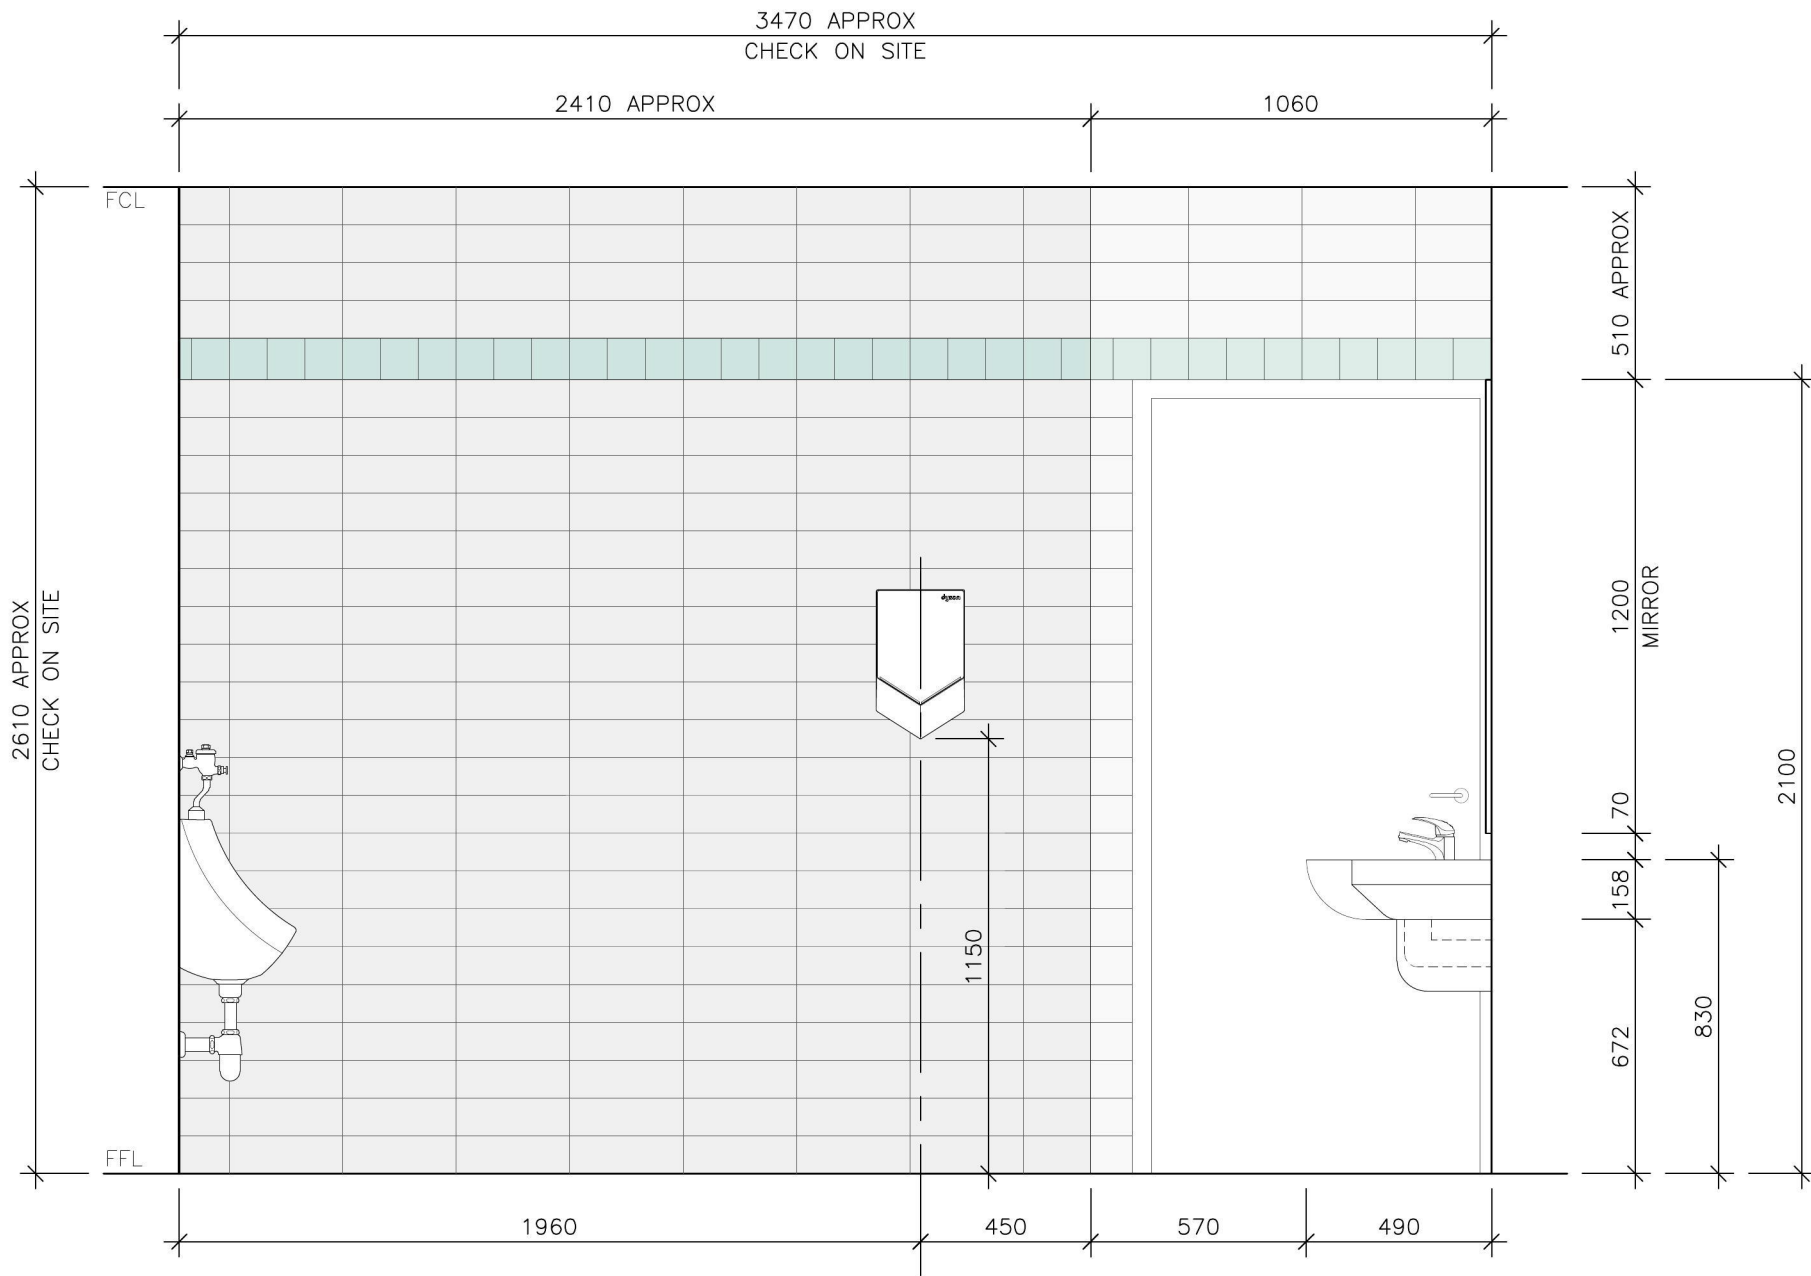 3470 APPROX
CHECK ON SITE
2410 APPROX
1060
FCL
510 APPROX
2610 APPROX
CHECK ON SITE
dyson
1200
MIRROR
2100
70
158
1150
830
672
FFL
1960
450
570
490